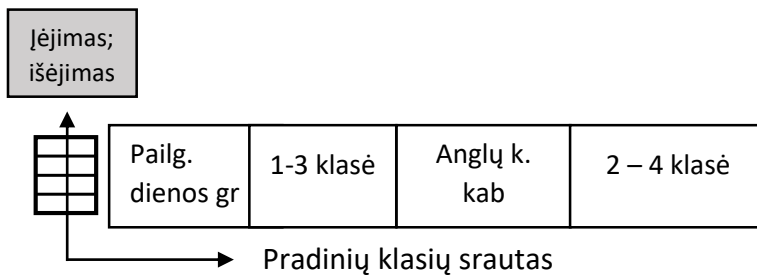 Įėjimas;
išėjimas
Pailg.
dienos gr
1-3 klasė
Anglų k.
kab
2 – 4 klasė
Pradinių klasių srautas